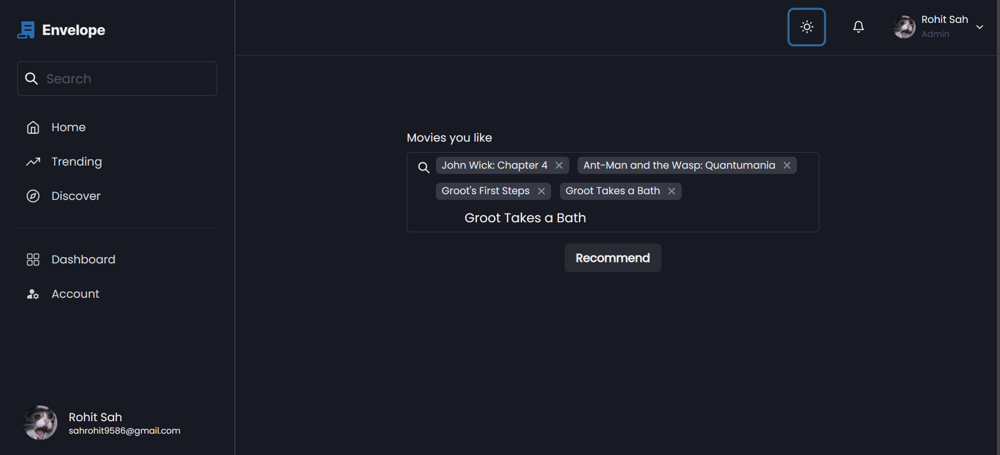 Envelope
Search
Home
Trending
Discover
Dashboard
Account
Rohit Sah
sahrohit9586@gmail.com
Rohit Sah
Admin
Movies you like
John Wick: Chapter 4 Ant-Man and the Wasp: Quantumania
Groot's First Steps Groot Takes a Bath
Groot Takes a Bath
Recommend